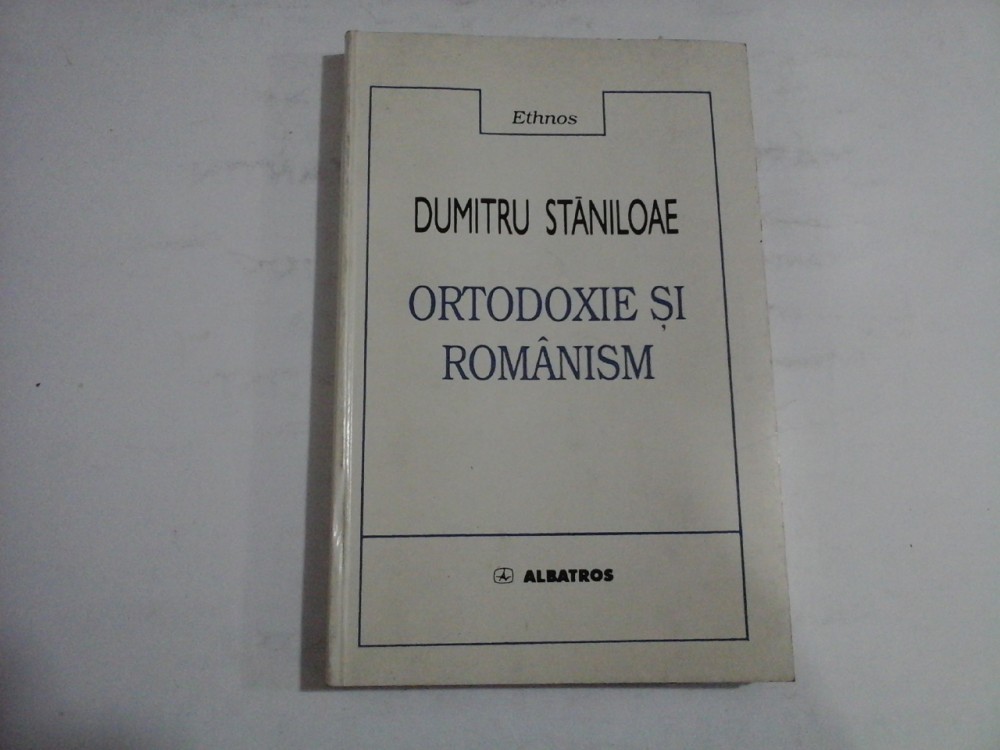 Ethnos
DUMITRU STĂNILOAE
ORTODOXIE ȘI
ROMÂNISM
ALBATROS